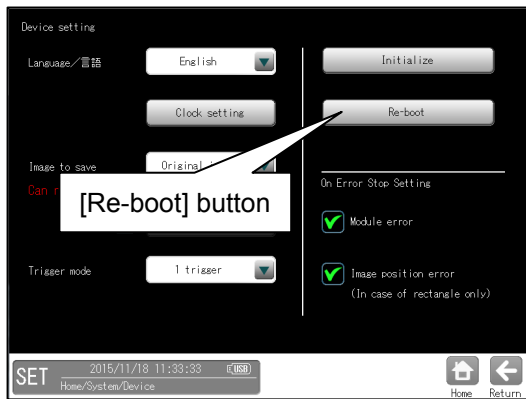 Device setting
Language/言語
English
Initialize
Clock setting
Re-boot
Image to save
Original
Can
[Re-boot] button
On Error Stop Setting
Module error
Trigger mode
1 trigger
Image position error
(In case of rectangle only)
SET
2015/11/18 11:33:33
USB
Home/System/Device
Home
Return